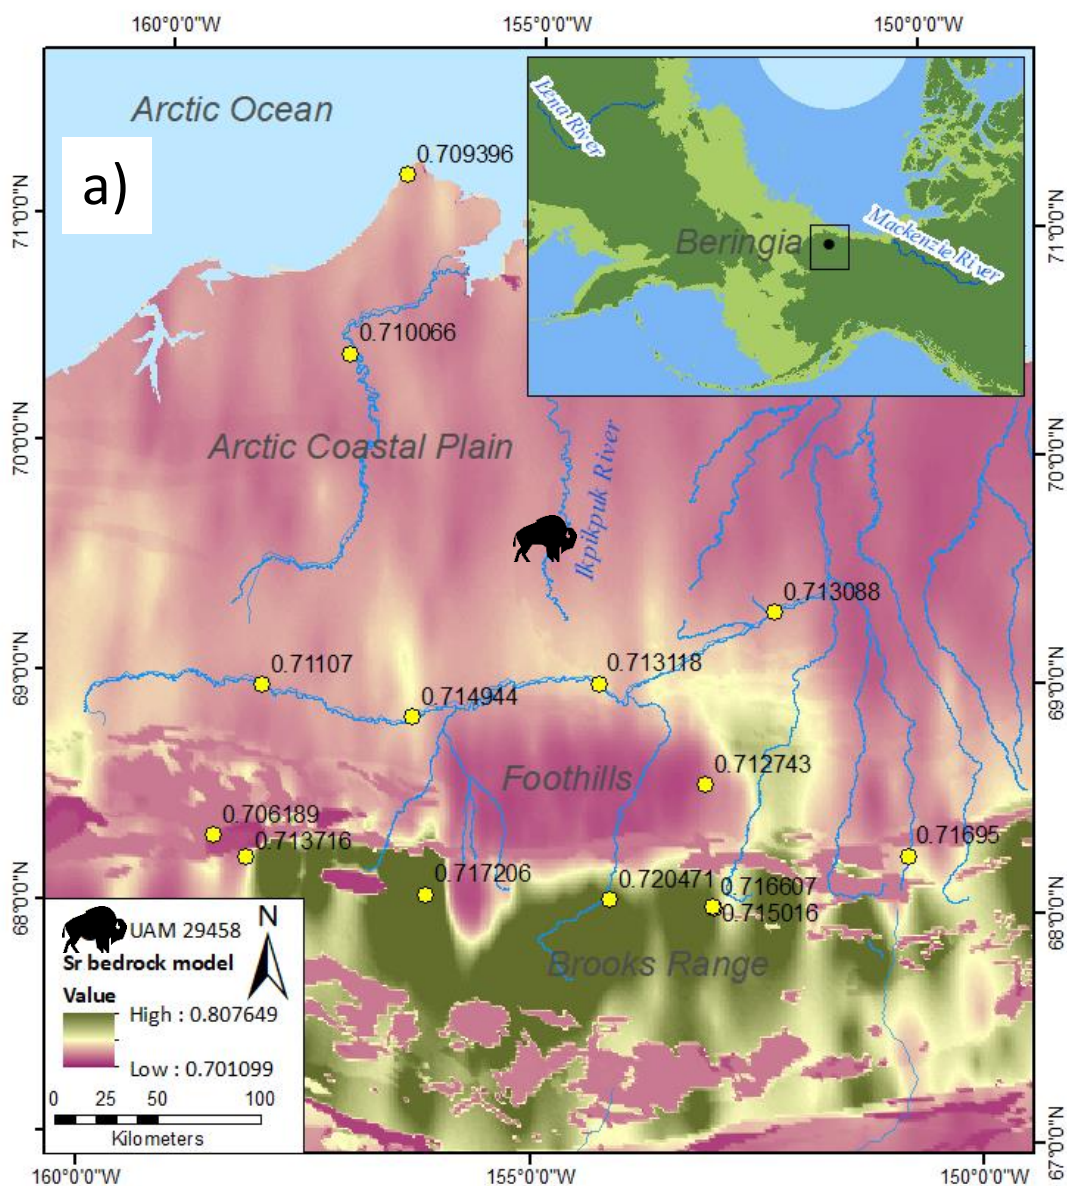 160°0'0"W 155°0'0"W 150°0'0"W
Arctic Ocean
a)
0.709396
Lena River
Beringia
Mackenzie River
71°0'0"N
71°0'0"N
0.710066
Arctic Coastal Plain
70°0'0"N
70°0'0"N
Ikpikpuk River
0.713088
0.71107
0.713118
0.714944
69°0'0"N
69°0'0"N
Foothills
0.712743
0.706189
0.713716
0.71695
0.717206
0.720471
0.716607
0.715016
68°0'0"N
68°0'0"N
Brooks Range
UAM 29458
N
Sr bedrock model
Value
High : 0.807649
Low : 0.701099
0 25 50 100
Kilometers
67°0'0"N
160°0'0"W 155°0'0"W 150°0'0"W